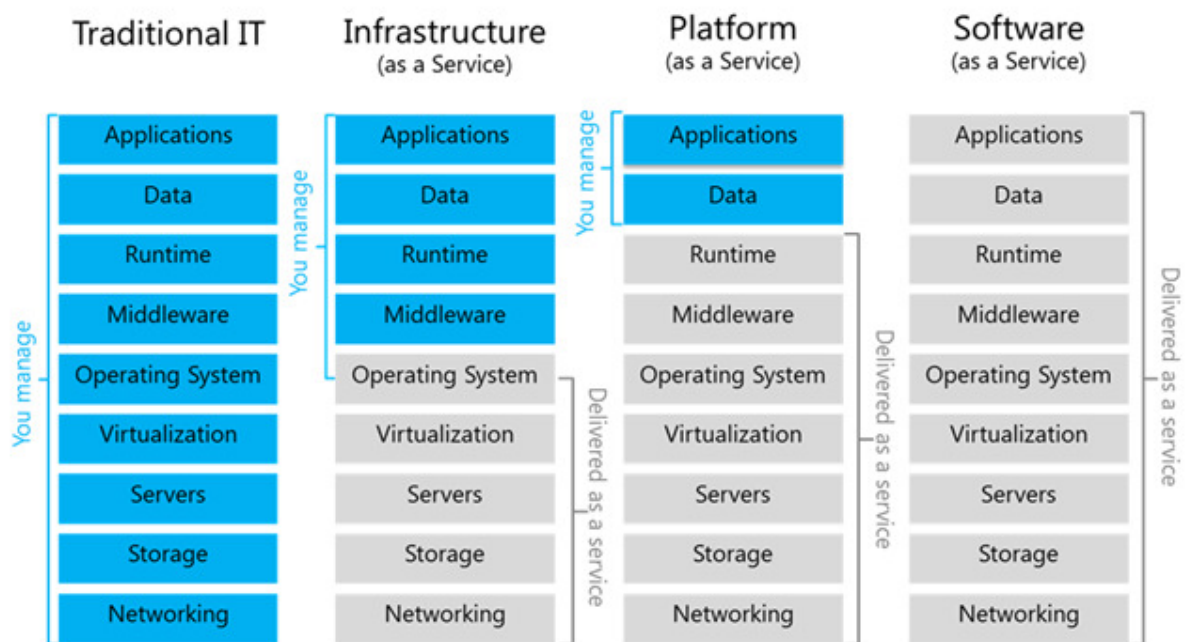 Traditional IT
Infrastructure
(as a Service)
Platform
(as a Service)
Software
(as a Service)
You manage
Applications
Data
Runtime
Middleware
Operating System
Virtualization
Servers
Storage
Networking
You manage
Applications
Data
Runtime
Middleware
Operating System
Virtualization
Servers
Storage
Networking
Delivered as a service
You manage
Applications
Data
Runtime
Middleware
Operating System
Virtualization
Servers
Storage
Networking
Delivered as a service
Applications
Data
Runtime
Middleware
Operating System
Virtualization
Servers
Storage
Networking
Delivered as a service